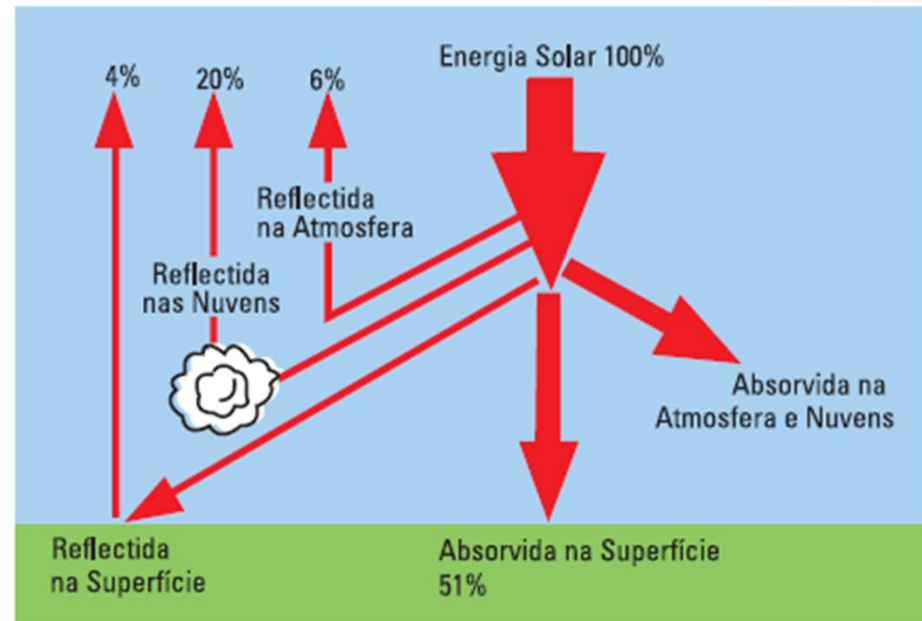 4%
20%
6%
Energia Solar 100%
Reflectida
na Atmosfera
Reflectida
nas Nuvens
Absorvida na
Atmosfera e Nuvens
Reflectida
na Superfície
Absorvida na Superfície
51%